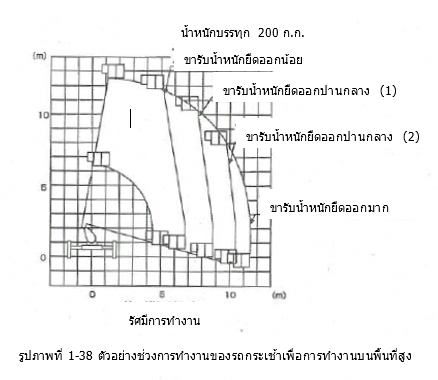 น้ำหนักบรรทุก 200 ก.ก.
ขารับน้ำหนักยืดออกน้อย
ขารับน้ำหนักยืดออกปานกลาง (1)
ขารับน้ำหนักยืดออกปานกลาง (2)
ขารับน้ำหนักยืดออกมาก
(m)
10
5
0
0 5 10 (m)
รัศมีการทำงาน
รูปภาพที่ 1-38 ตัวอย่างช่วงการทำงานของรถกระเช้าเพื่อการทำงานบนพื้นที่สูง